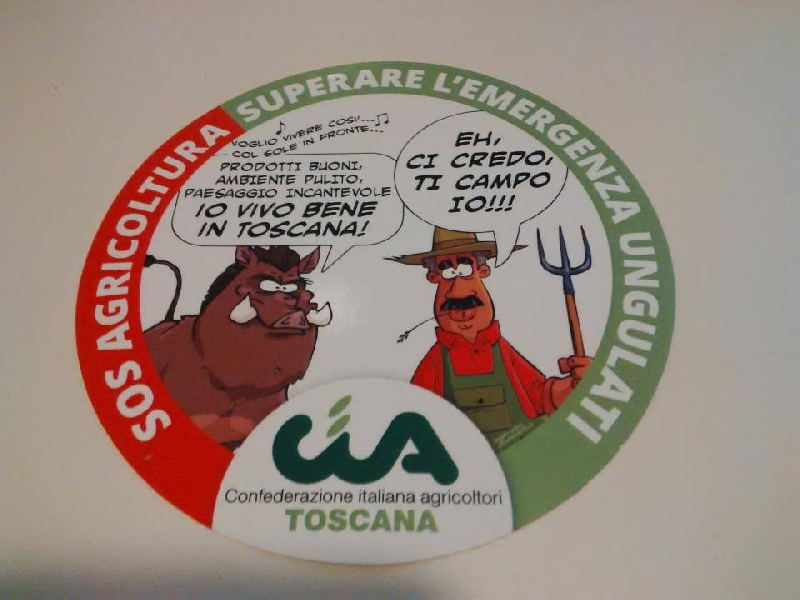 SOS AGRICOLTURA
SUPERARE L'EMERGENZA UNGULATI
VOGLIO VIVERE COSI'...
COL SOLE IN FRONTE...
PRODOTTI BUONI,
AMBIENTE PULITO,
PAESAGGIO INCANTEVOLE
IO VIVO BENE
IN TOSCANA!
EH,
CI CREDO,
TI CAMPO
IO!!!
CIA
Confederazione italiana agricoltori
TOSCANA